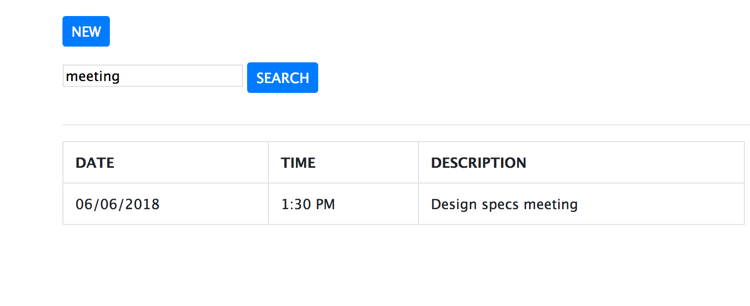 NEW
meeting SEARCH
DATE TIME DESCRIPTION
06/06/2018 1:30 PM Design specs meeting